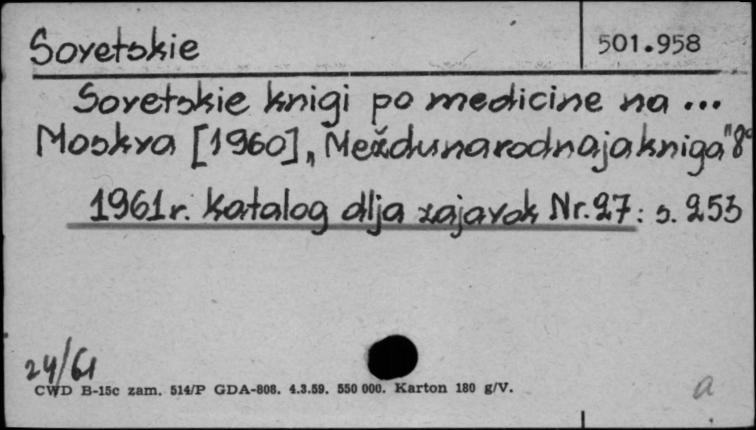 Sovetskie
501.958
Sovetskie knigi po medicine na ...
Moskva [1960], „Meždunarodnaja kniga" 8°
1961 r. Katalog dlja zajavok Nr. 27 : s. 253
24/61
CWD B-15c zam. 514/P GDA-808. 4.3.59. 550 000. Karton 180 g/V.
a